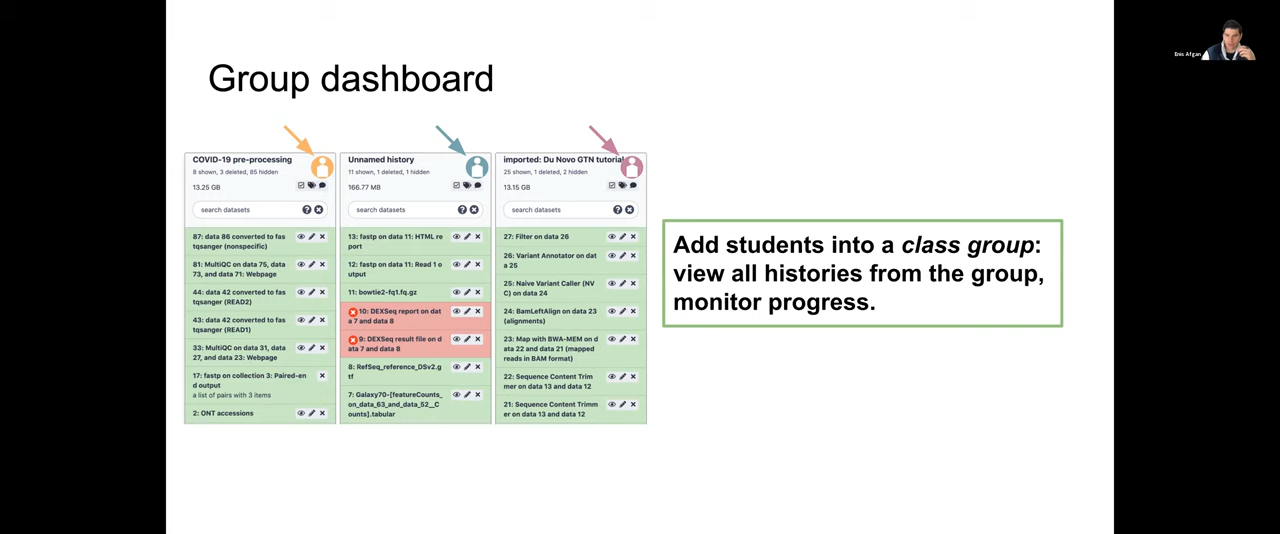 Enis Afgan
Group dashboard
COVID-19 pre-processing
8 shown, 3 deleted, 85 hidden
13.25 GB
search datasets
87: data 86 converted to fas
tqsanger (nonspecific)
81: MultiQC on data 75, data
73, and data 71: Webpage
44: data 42 converted to fas
tqsanger (READ2)
43: data 42 converted to fas
tqsanger (READ1)
33: MultiQC on data 31, data
27, and data 23: Webpage
17: fastp on collection 3: Paired-en
d output
a list of pairs with 3 items
2: ONT accessions
Unnamed history
11 shown, 1 deleted, 1 hidden
166.77 MB
search datasets
13: fastp on data 11: HTML re
port
12: fastp on data 11: Read 1 o
utput
11: bowtie2-fq1.fq.gz
10: DEXSeq report on dat
a 7 and data 8
9: DEXSeq result file on d
ata 7 and data 8
8: RefSeq_reference_DSv2.g
tf
7: Galaxy70-[featureCounts_
on_data_63_and_data_52__C
ounts].tabular
imported: Du Novo GTN tutorial
25 shown, 1 deleted, 2 hidden
13.15 GB
search datasets
27: Filter on data 26
26: Variant Annotator on dat
a 25
25: Naive Variant Caller (NV
C) on data 24
24: BamLeftAlign on data 23
(alignments)
23: Map with BWA-MEM on d
ata 22 and data 21 (mapped
reads in BAM format)
22: Sequence Content Trim
mer on data 13 and data 12
21: Sequence Content Trimm
er on data 13 and data 12
Add students into a class group:
view all histories from the group,
monitor progress.